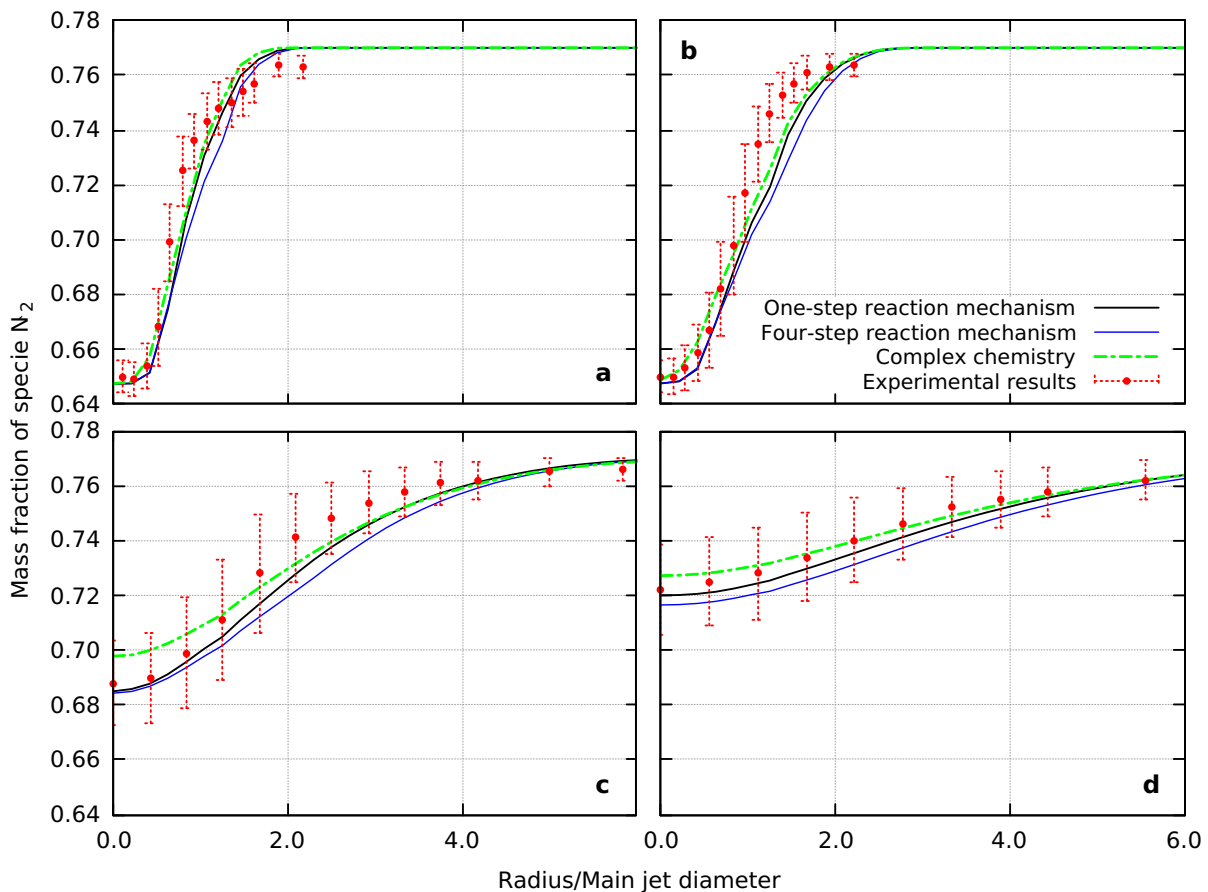 0.78
0.76
0.74
0.72
0.70
0.68
0.66
0.64
a
b
One-step reaction mechanism
Four-step reaction mechanism
Complex chemistry
Experimental results
Mass fraction of specie N2
0.78
0.76
0.74
0.72
0.70
0.68
0.66
0.64
c
d
0.0 2.0 4.0 0.0 2.0 4.0 6.0
Radius/Main jet diameter